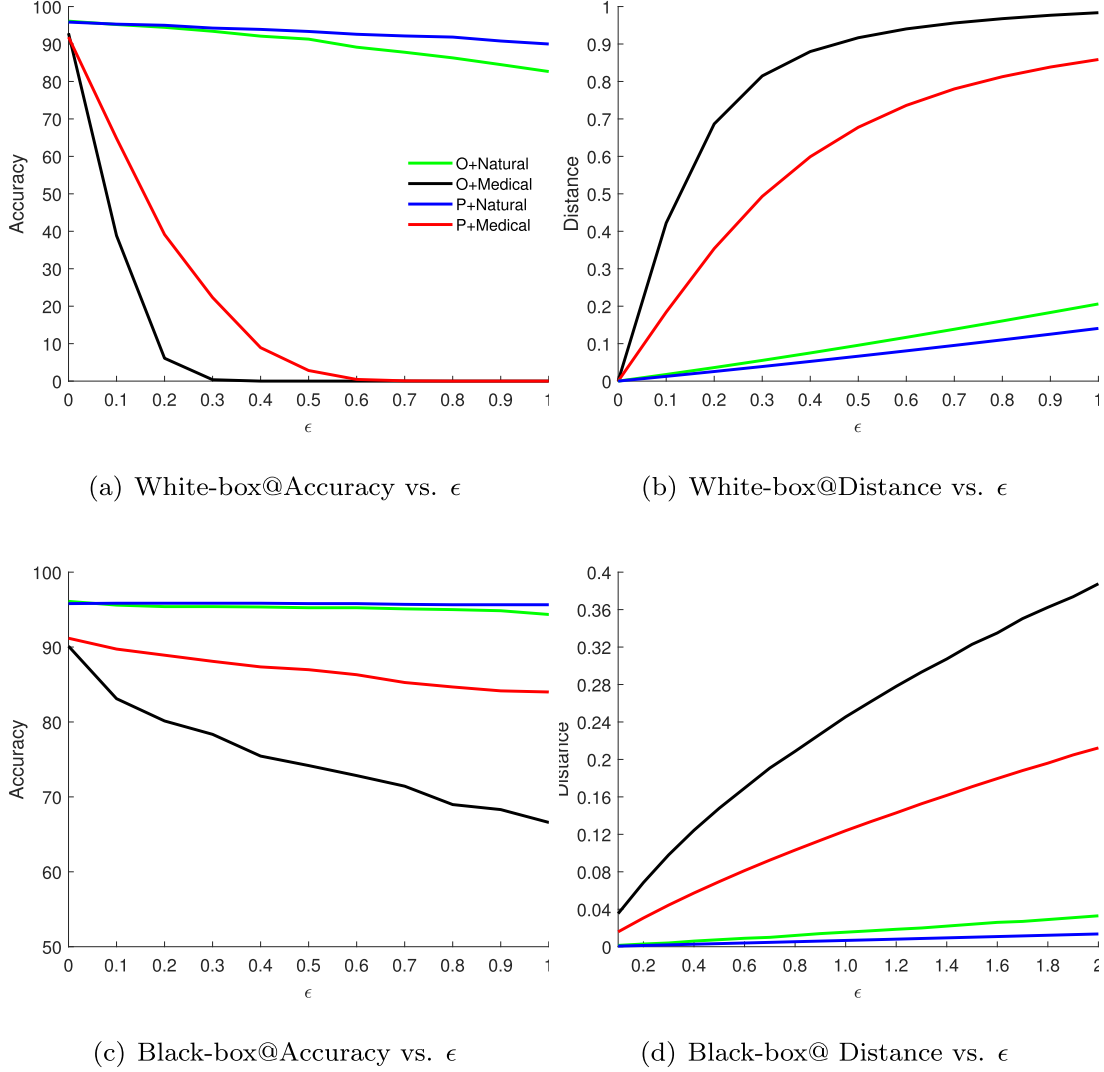 100
90
80
70
60
50
40
30
20
10
0
Accuracy
O+Natural
O+Medical
P+Natural
P+Medical
0 0.1 0.2 0.3 0.4 0.5 0.6 0.7 0.8 0.9 1
ϵ
(a) White-box@Accuracy vs. ϵ
1
0.9
0.8
0.7
0.6
0.5
0.4
0.3
0.2
0.1
0
Distance
0 0.1 0.2 0.3 0.4 0.5 0.6 0.7 0.8 0.9 1
ϵ
(b) White-box@Distance vs. ϵ
100
90
80
70
60
50
Accuracy
0 0.1 0.2 0.3 0.4 0.5 0.6 0.7 0.8 0.9 1
ϵ
(c) Black-box@Accuracy vs. ϵ
0.4
0.36
0.32
0.28
0.24
0.2
0.16
0.12
0.08
0.04
0
Distance
0.2 0.4 0.6 0.8 1.0 1.2 1.4 1.6 1.8 2
ϵ
(d) Black-box@ Distance vs. ϵ